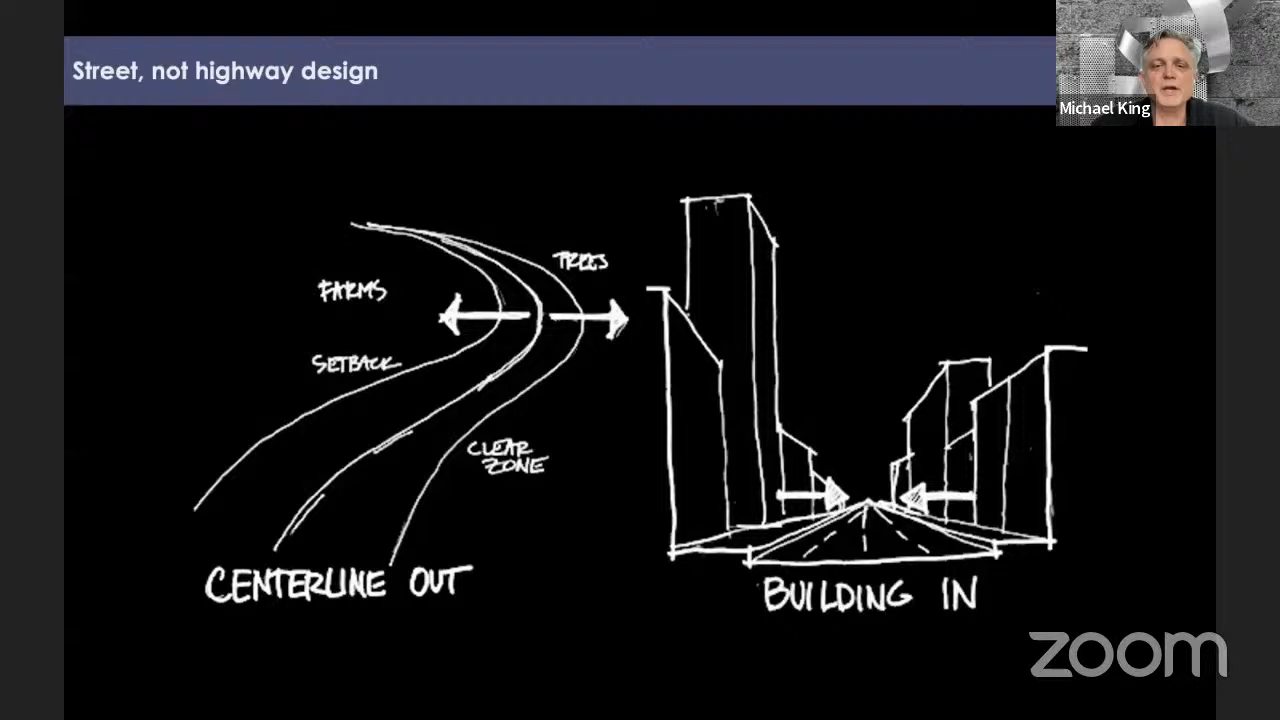 Street, not highway design
Michael King
TREES
FARMS
SETBACK
CLEAR
ZONE
CENTERLINE OUT
BUILDING IN
zoom